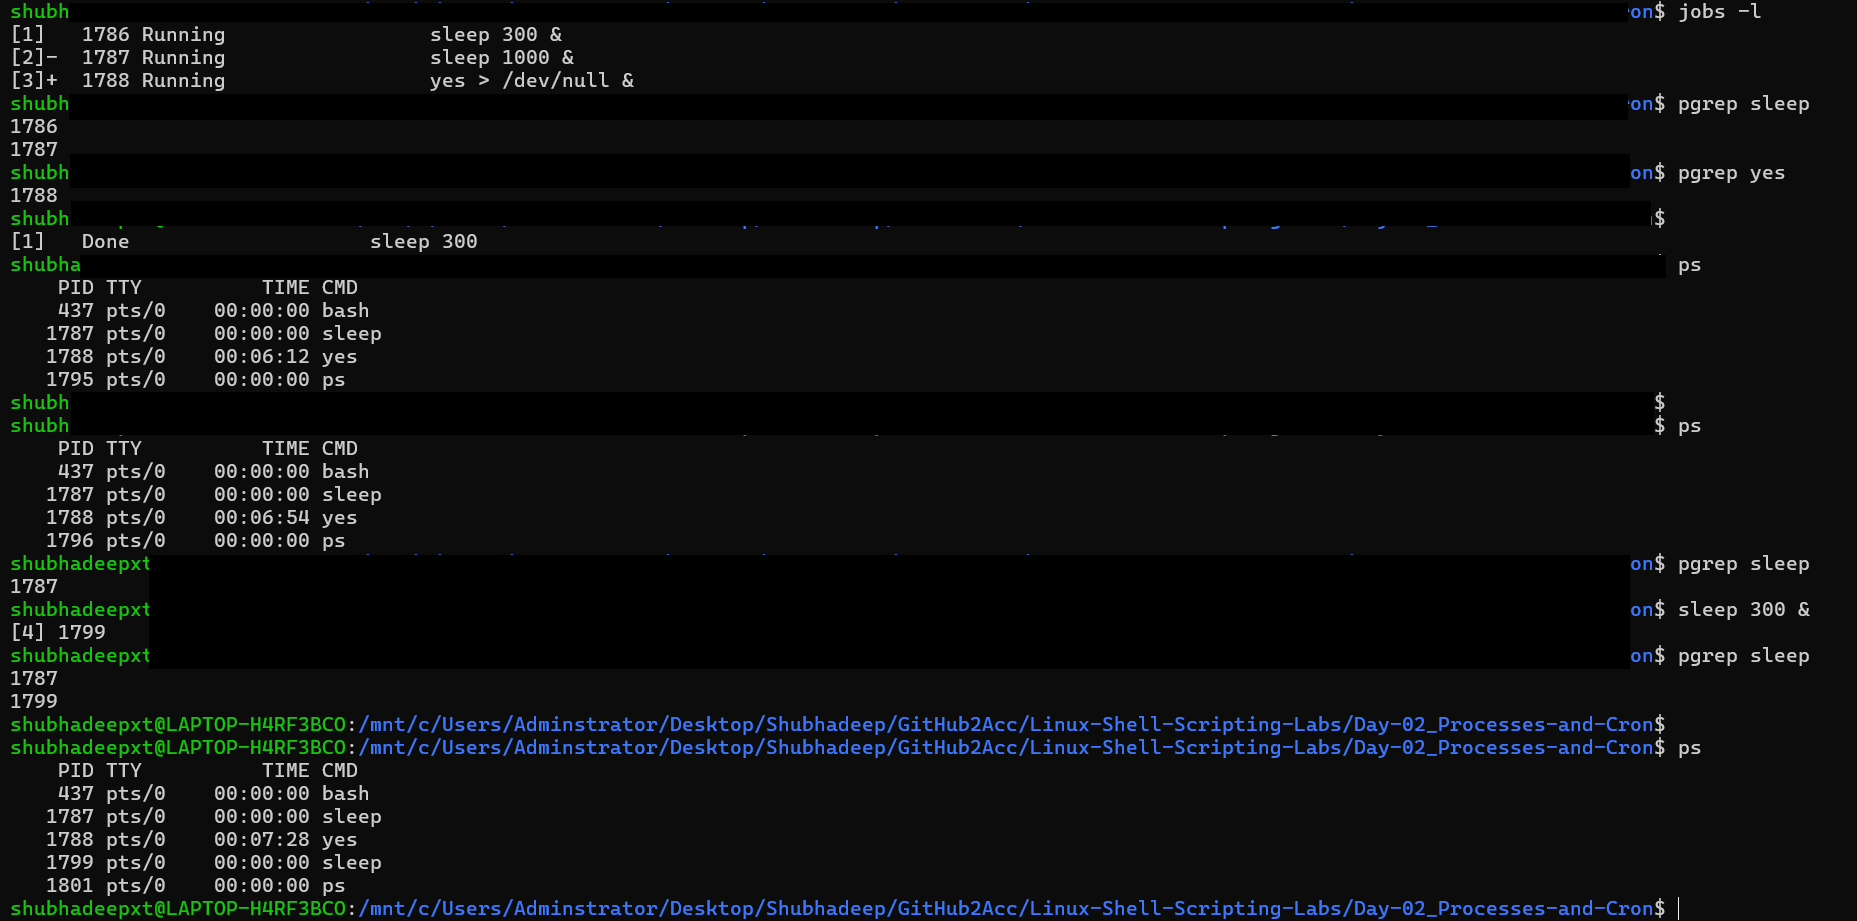 shubh on$ jobs -l
[1]   1786 Running                 sleep 300 &
[2]-  1787 Running                 sleep 1000 &
[3]+  1788 Running                 yes > /dev/null &
shubh on$ pgrep sleep
1786
1787
shubh on$ pgrep yes
1788
shubh $
[1]   Done                    sleep 300
shubha ps
    PID TTY          TIME CMD
    437 pts/0    00:00:00 bash
   1787 pts/0    00:00:00 sleep
   1788 pts/0    00:06:12 yes
   1795 pts/0    00:00:00 ps
shubh $
shubh $ ps
    PID TTY          TIME CMD
    437 pts/0    00:00:00 bash
   1787 pts/0    00:00:00 sleep
   1788 pts/0    00:06:54 yes
   1796 pts/0    00:00:00 ps
shubhadeepxt on$ pgrep sleep
1787
shubhadeepxt on$ sleep 300 &
[4] 1799
shubhadeepxt on$ pgrep sleep
1787
1799
shubhadeepxt@LAPTOP-H4RF3BCO:/mnt/c/Users/Adminstrator/Desktop/Shubhadeep/GitHub2Acc/Linux-Shell-Scripting-Labs/Day-02_Processes-and-Cron$
shubhadeepxt@LAPTOP-H4RF3BCO:/mnt/c/Users/Adminstrator/Desktop/Shubhadeep/GitHub2Acc/Linux-Shell-Scripting-Labs/Day-02_Processes-and-Cron$ ps
    PID TTY          TIME CMD
    437 pts/0    00:00:00 bash
   1787 pts/0    00:00:00 sleep
   1788 pts/0    00:07:28 yes
   1799 pts/0    00:00:00 sleep
   1801 pts/0    00:00:00 ps
shubhadeepxt@LAPTOP-H4RF3BCO:/mnt/c/Users/Adminstrator/Desktop/Shubhadeep/GitHub2Acc/Linux-Shell-Scripting-Labs/Day-02_Processes-and-Cron$